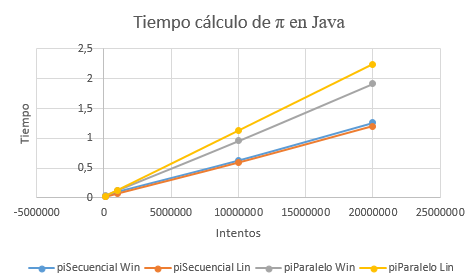 Tiempo cálculo de π en Java
2,5
2
1,5
1
0,5
0
Tiempo
-5000000 0 5000000 10000000 15000000 20000000 25000000
Intentos
piSecuencial Win piSecuencial Lin piParalelo Win piParalelo Lin